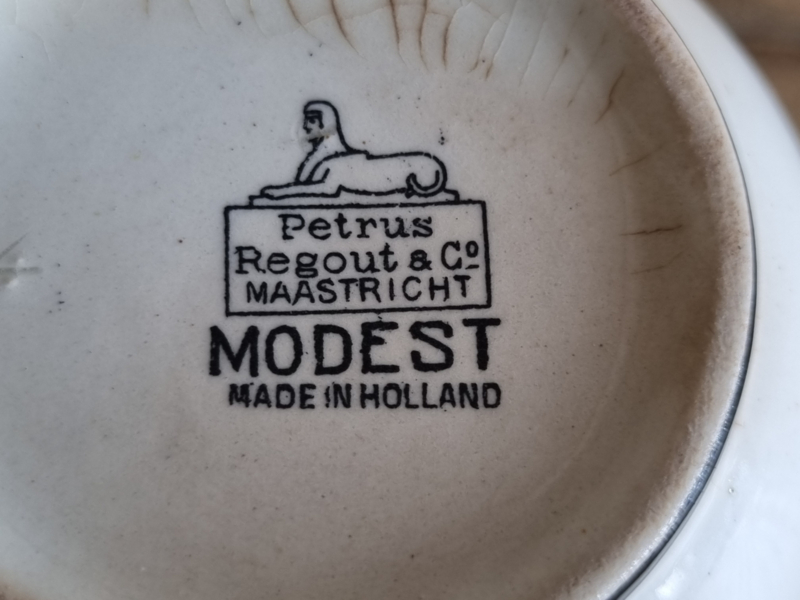 Petrus
Regout & Cº
MAASTRICHT
MODEST
MADE IN HOLLAND